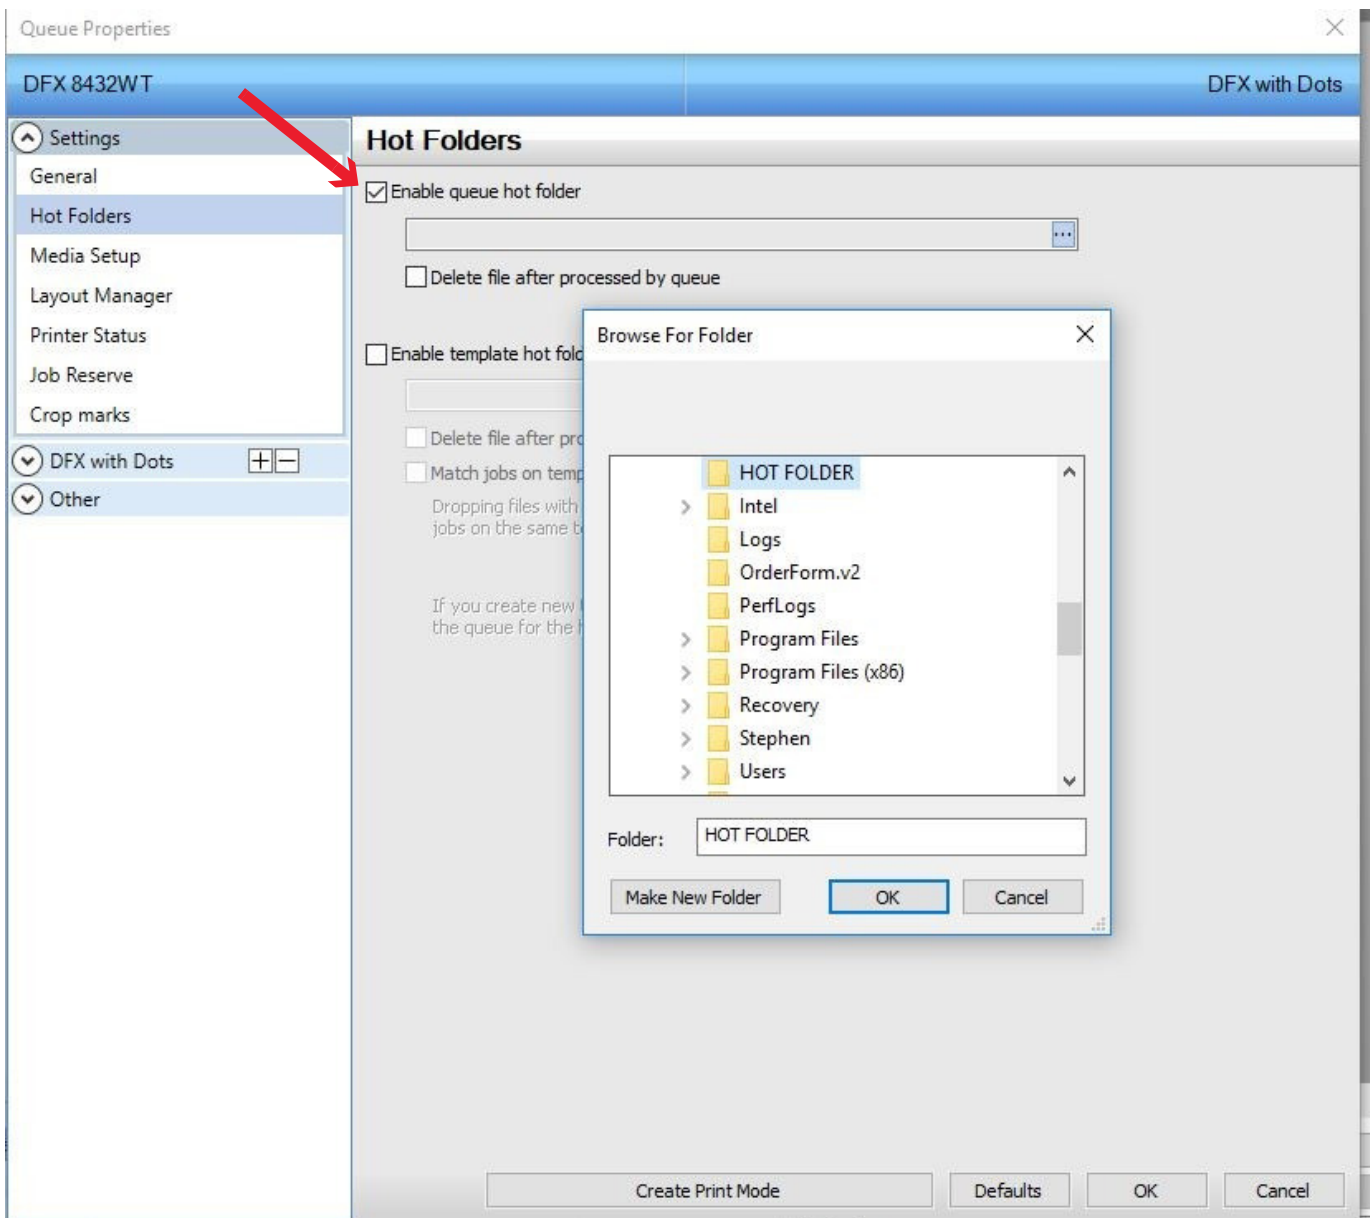 Queue Properties
DFX 8432WT
DFX with Dots
Settings
General
Hot Folders
Media Setup
Layout Manager
Printer Status
Job Reserve
Crop marks
DFX with Dots
Other
Hot Folders
Enable queue hot folder
...
Delete file after processed by queue
Enable template hot
Delete file after
Match jobs on
Dropping files with
jobs on the same
If you create new
the queue for the
Browse For Folder
HOT FOLDER
Intel
Logs
OrderForm.v2
PerfLogs
Program Files
Program Files (x86)
Recovery
Stephen
Users
Folder:
HOT FOLDER
Make New Folder
OK
Cancel
Create Print Mode
Defaults
OK
Cancel